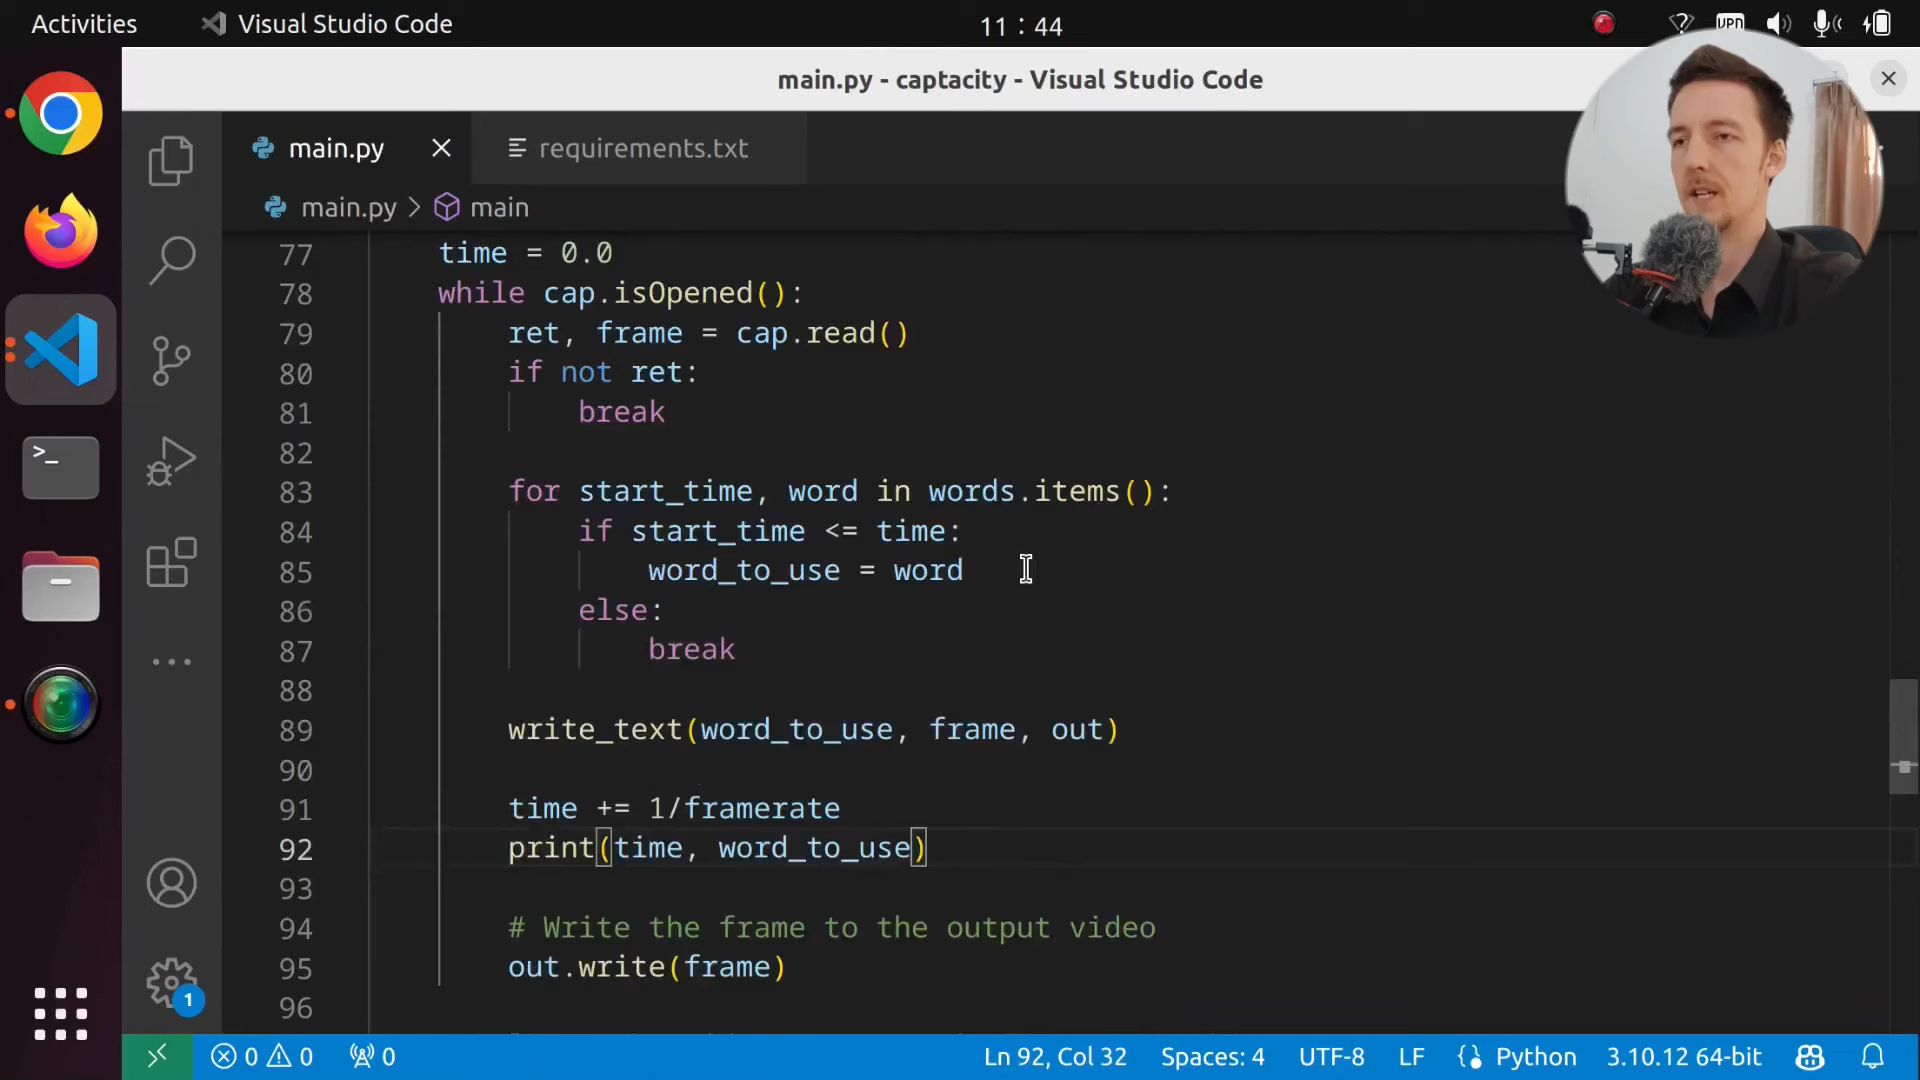 Activities
Visual Studio Code
11 : 44
VPN
main.py - captacity - Visual Studio Code
main.py
requirements.txt
main.py > main
77 time = 0.0
78 while cap.isOpened():
79 ret, frame = cap.read()
80 if not ret:
81 break
82
83 for start_time, word in words.items():
84 if start_time <= time:
85 word_to_use = word
86 else:
87 break
88
89 write_text(word_to_use, frame, out)
90
91 time += 1/framerate
92 print(time, word_to_use)
93
94 # Write the frame to the output video
95 out.write(frame)
96
1
0 0 0 Ln 92, Col 32 Spaces: 4 UTF-8 LF Python 3.10.12 64-bit